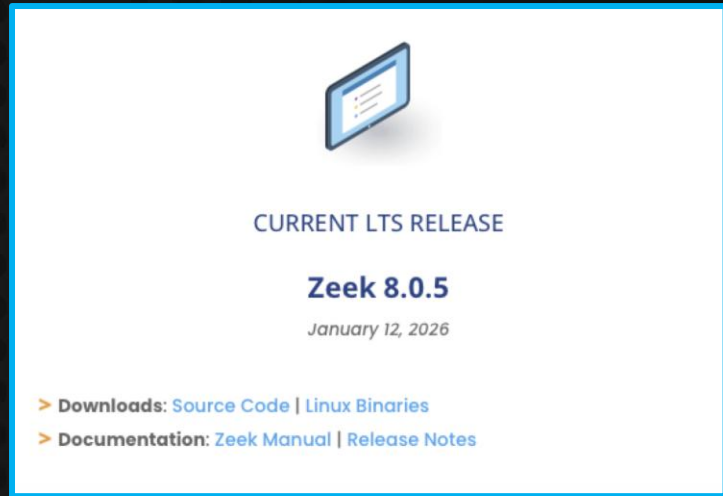 CURRENT LTS RELEASE
Zeek 8.0.5
January 12, 2026
> Downloads: Source Code | Linux Binaries
> Documentation: Zeek Manual | Release Notes